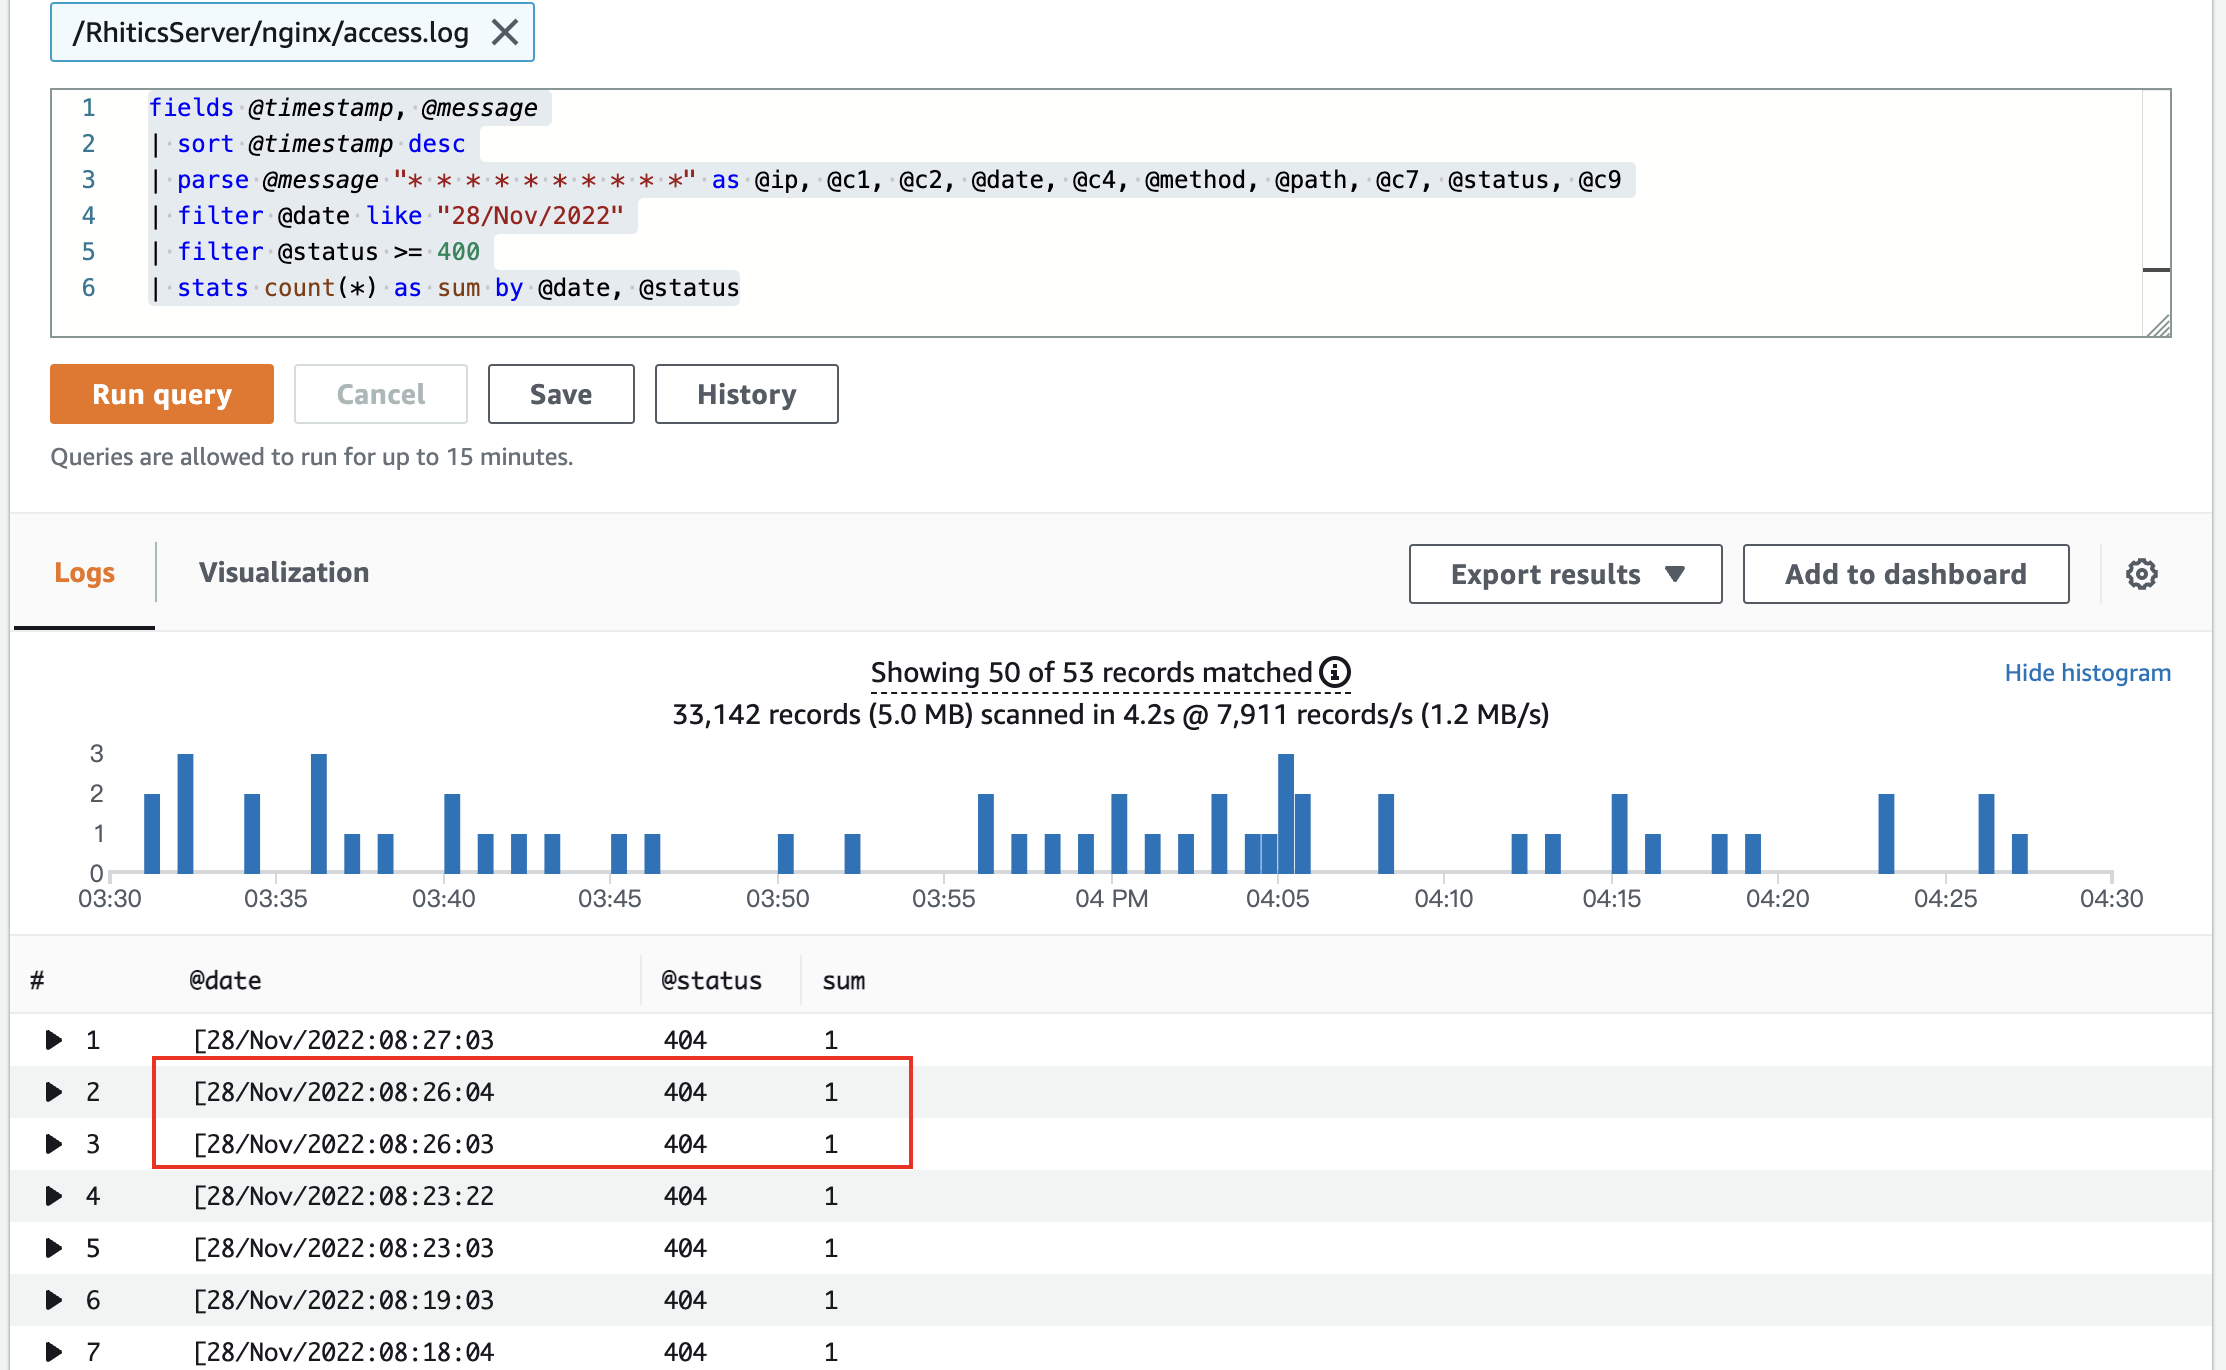 /RhiticsServer/nginx/access.log
1 fields @timestamp, @message
2 | sort @timestamp desc
3 | parse @message "* * * * * * * * * *" as @ip, @c1, @c2, @date, @c4, @method, @path, @c7, @status, @c9
4 | filter @date like "28/Nov/2022"
5 | filter @status >= 400
6 | stats count(*) as sum by @date, @status
Run query Cancel Save History
Queries are allowed to run for up to 15 minutes.
Logs Visualization Export results ▼ Add to dashboard
Showing 50 of 53 records matched
Hide histogram
33,142 records (5.0 MB) scanned in 4.2s @ 7,911 records/s (1.2 MB/s)
3
2
1
0
03:30 03:35 03:40 03:45 03:50 03:55 04 PM 04:05 04:10 04:15 04:20 04:25 04:30
# @date @status sum
1 [28/Nov/2022:08:27:03 404 1
2 [28/Nov/2022:08:26:04 404 1
3 [28/Nov/2022:08:26:03 404 1
4 [28/Nov/2022:08:23:22 404 1
5 [28/Nov/2022:08:23:03 404 1
6 [28/Nov/2022:08:19:03 404 1
7 [28/Nov/2022:08:18:04 404 1